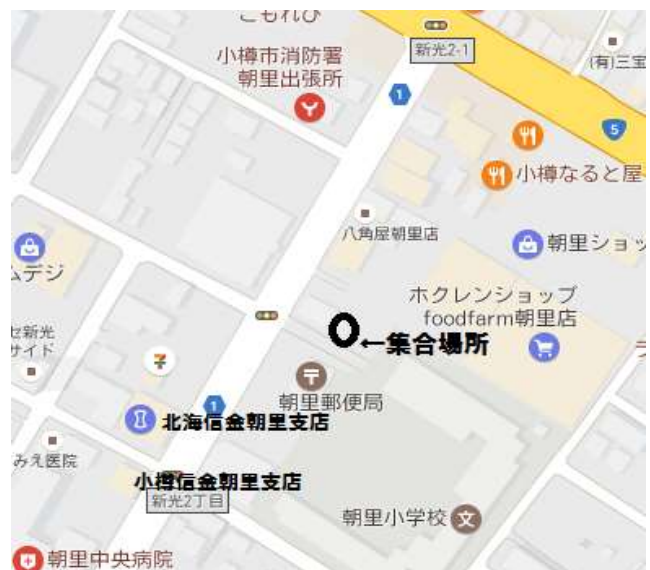 こもれび
新光2-1
小樽市消防署
朝里出張所
(有)三宝
1
5
小樽なると屋
八角屋朝里店
朝里ショッ
ムデジ
ホクレンショップ
foodfarm朝里店
←集合場所
セ新光
サイド
7
朝里郵便局
1
北海信金朝里支店
みえ医院
小樽信金朝里支店
新光2丁目
朝里小学校
文
朝里中央病院